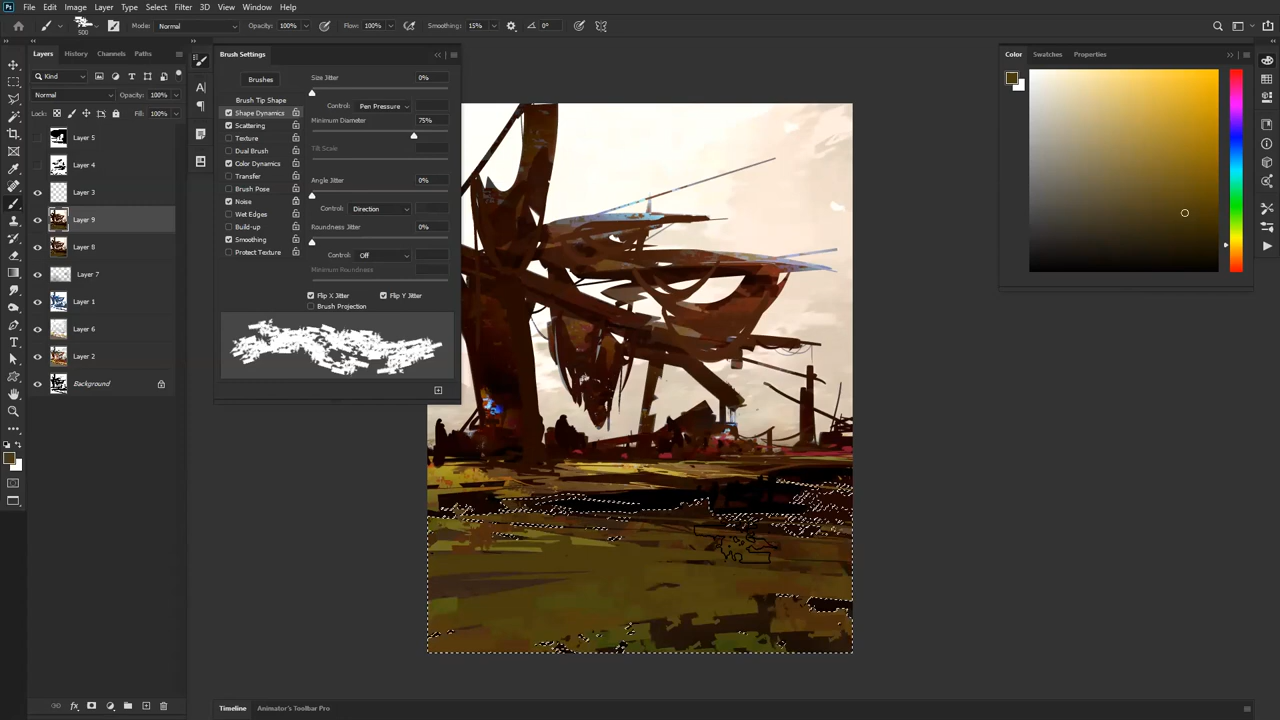 Ps File Edit Image Layer Type Select Filter 3D View Window Help
500 Mode: Normal Opacity: 100% Flow: 100% Smoothing: 15% 0°
Layers History Channels Paths
Kind
Normal Opacity: 100%
Lock: Fill: 100%
Layer 5
Layer 4
Layer 3
Layer 9
Layer 8
Layer 7
Layer 1
Layer 6
Layer 2
Background
Brush Settings
Brushes
Brush Tip Shape
Shape Dynamics
Scattering
Texture
Dual Brush
Color Dynamics
Transfer
Brush Pose
Noise
Wet Edges
Build-up
Smoothing
Protect Texture
Size Jitter 0%
Control: Pen Pressure
Minimum Diameter 75%
Tilt Scale
Angle Jitter 0%
Control: Direction
Roundness Jitter 0%
Control: Off
Minimum Roundness
Flip X Jitter Flip Y Jitter
Brush Projection
Color Swatches Properties
Timeline Animator's Toolbar Pro